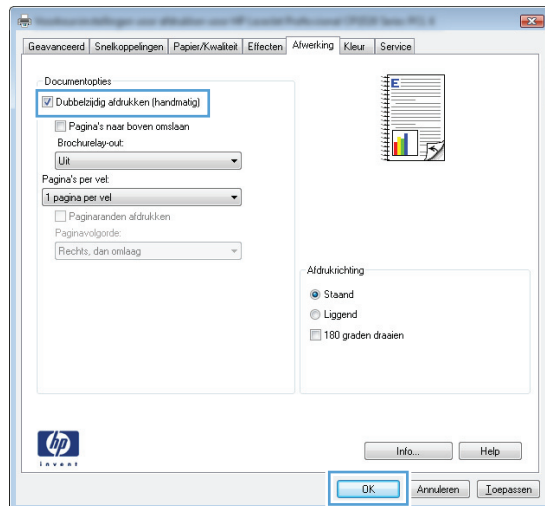 Geavanceerd Snelkoppelingen Papier/Kwaliteit Effecten Afwerking Kleur Service
Documentopties
Dubbelzijdig afdrukken (handmatig)
Pagina's naar boven omslaan
Brochurelay-out:
Uit
Pagina's per vel:
1 pagina per vel
Paginaranden afdrukken
Paginavolgorde:
Rechts, dan omlaag
E
Afdrukrichting
Staand
Liggend
180 graden draaien
hp
invent
Info... Help
OK Annuleren Toepassen